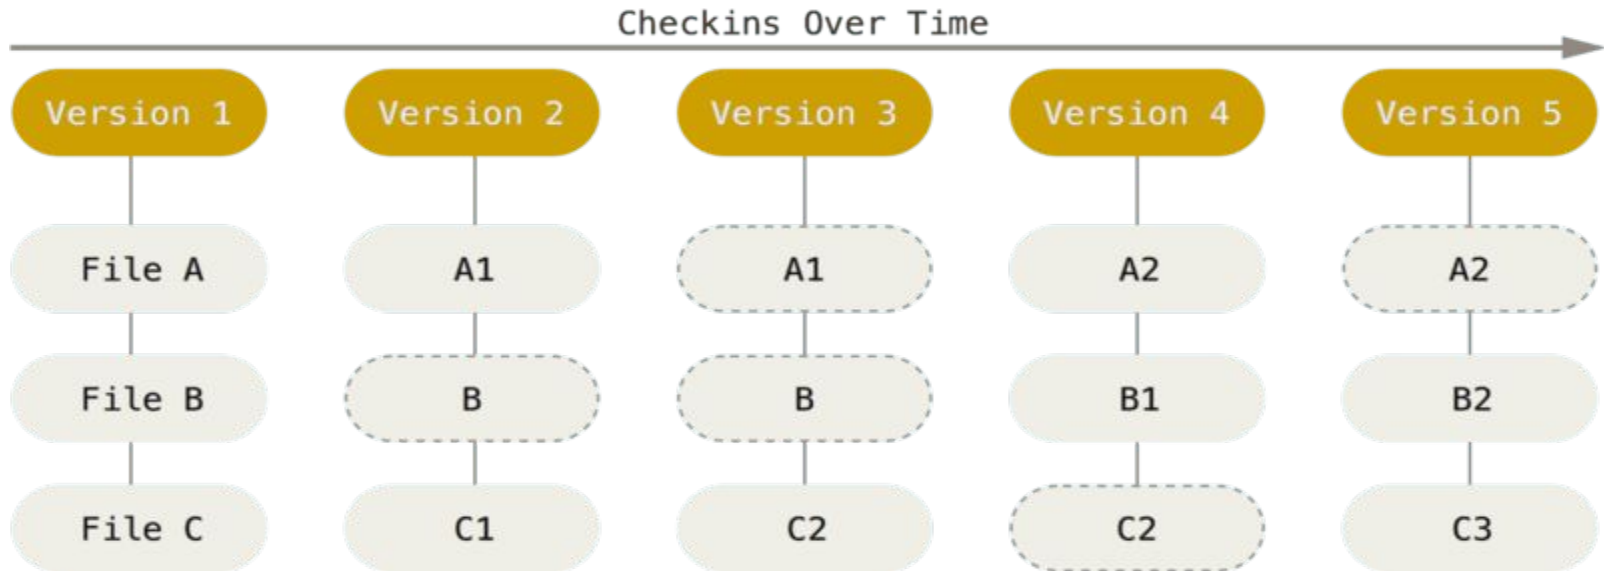 Checkins Over Time
Version 1 Version 2 Version 3 Version 4 Version 5
File A A1 A1 A2 A2
File B B B B1 B2
File C C1 C2 C2 C3